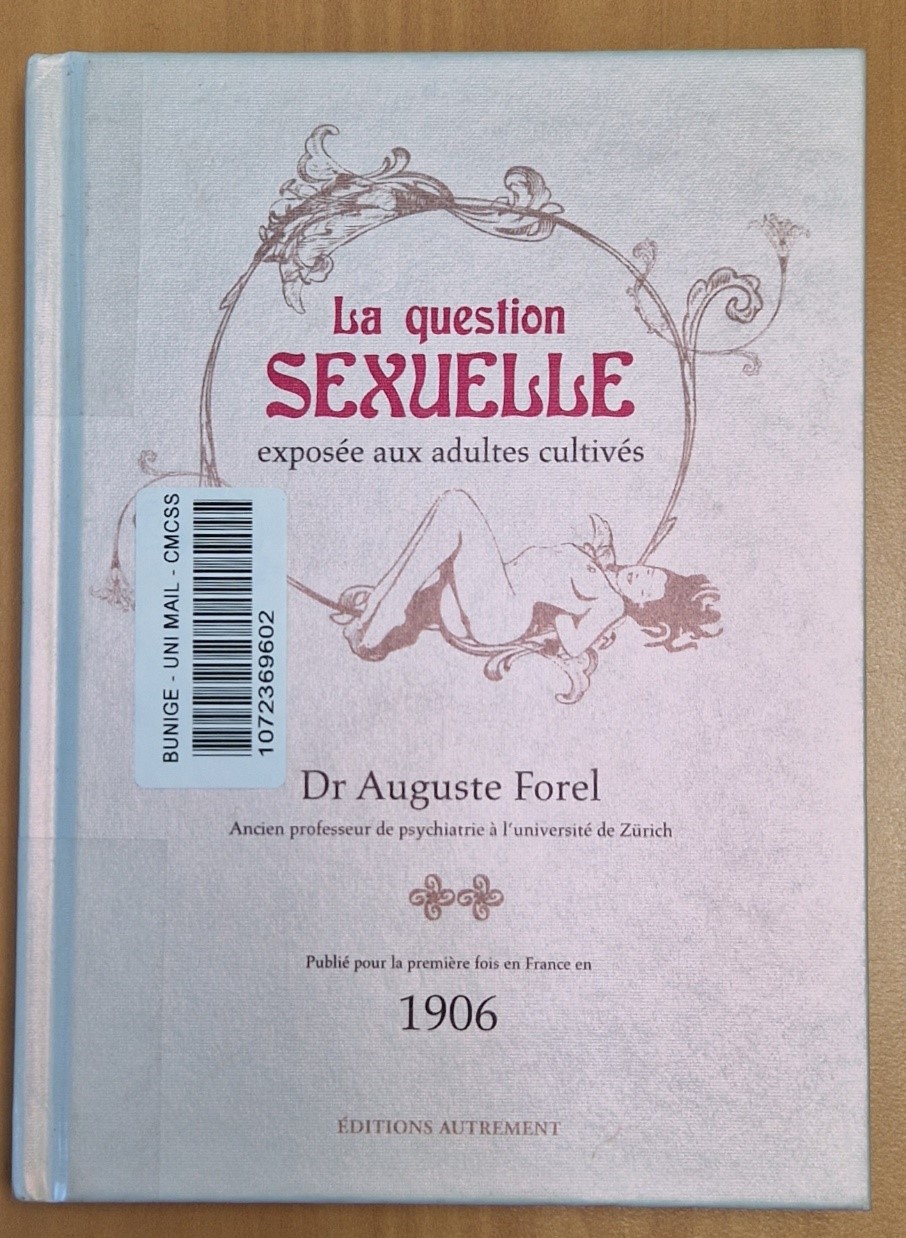 La question
SEXUELLE
exposée aux adultes cultivés
BUNIGE - UNI MAIL - CMCSS
1072369602
Dr Auguste Forel
Ancien professeur de psychiatrie à l'université de Zürich
Publié pour la première fois en France en
1906
ÉDITIONS AUTREMENT